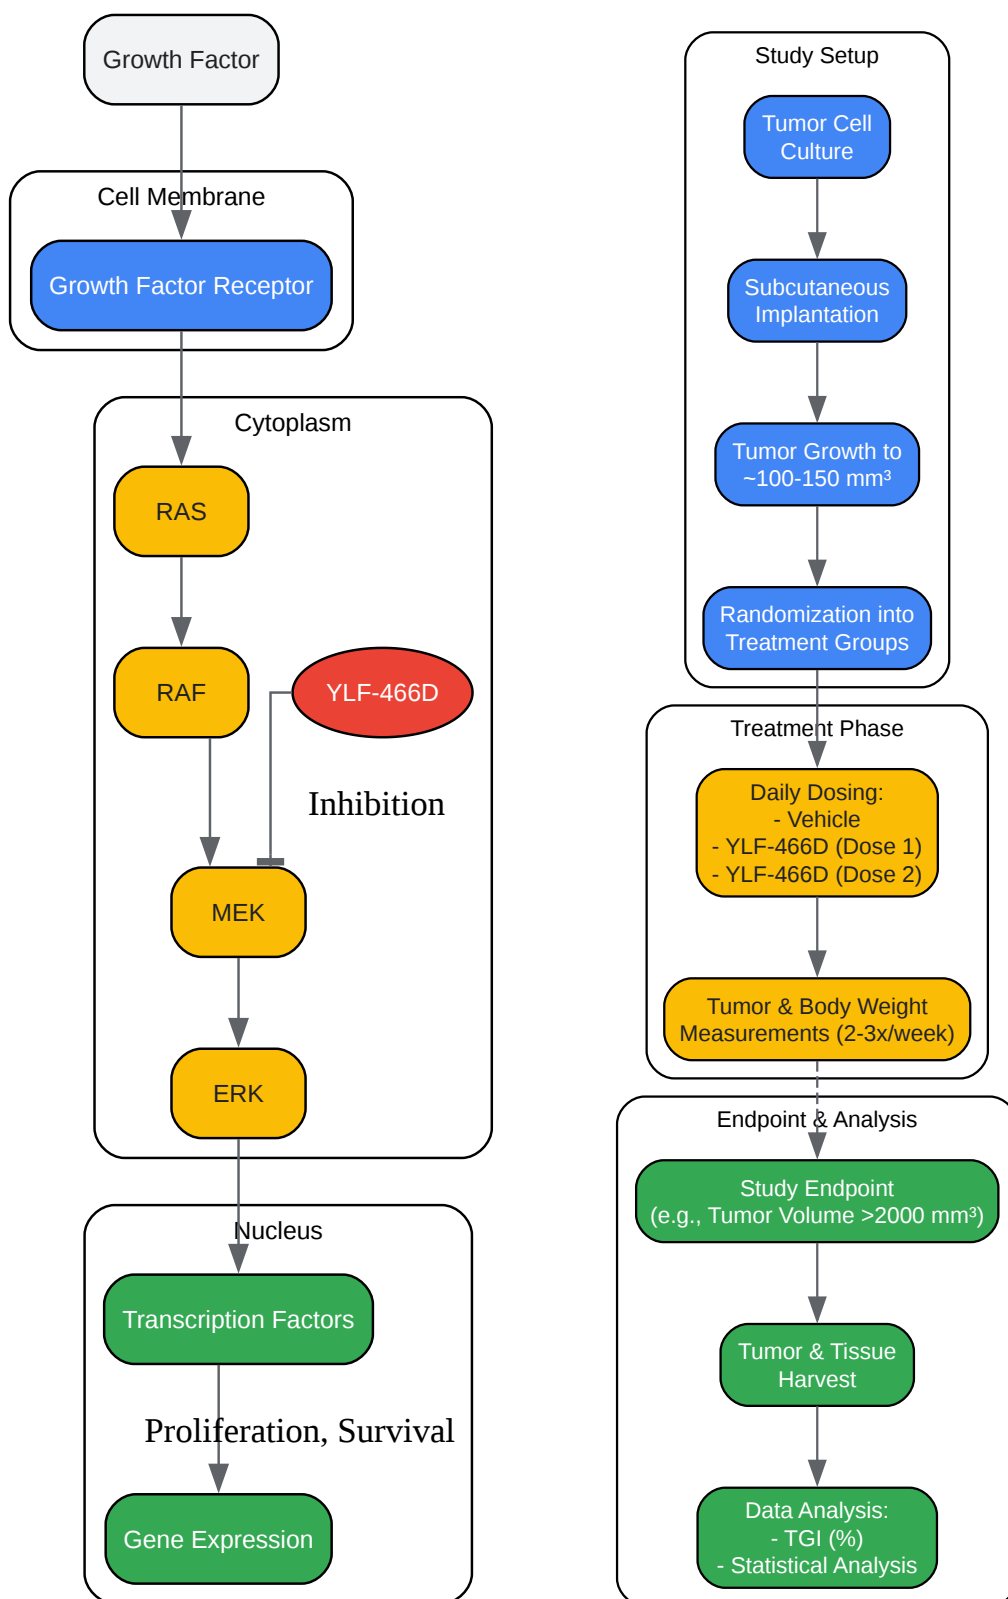 Growth Factor
Cell Membrane
Growth Factor Receptor
Cytoplasm
RAS
RAF
YLF-466D
Inhibition
MEK
ERK
Nucleus
Transcription Factors
Proliferation, Survival
Gene Expression
Study Setup
Tumor Cell
Culture
Subcutaneous
Implantation
Tumor Growth to
~100-150 mm³
Randomization into
Treatment Groups
Treatment Phase
Daily Dosing:
- Vehicle
- YLF-466D (Dose 1)
- YLF-466D (Dose 2)
Tumor & Body Weight
Measurements (2-3x/week)
Endpoint & Analysis
Study Endpoint
(e.g., Tumor Volume >2000 mm³)
Tumor & Tissue
Harvest
Data Analysis:
- TGI (%)
- Statistical Analysis